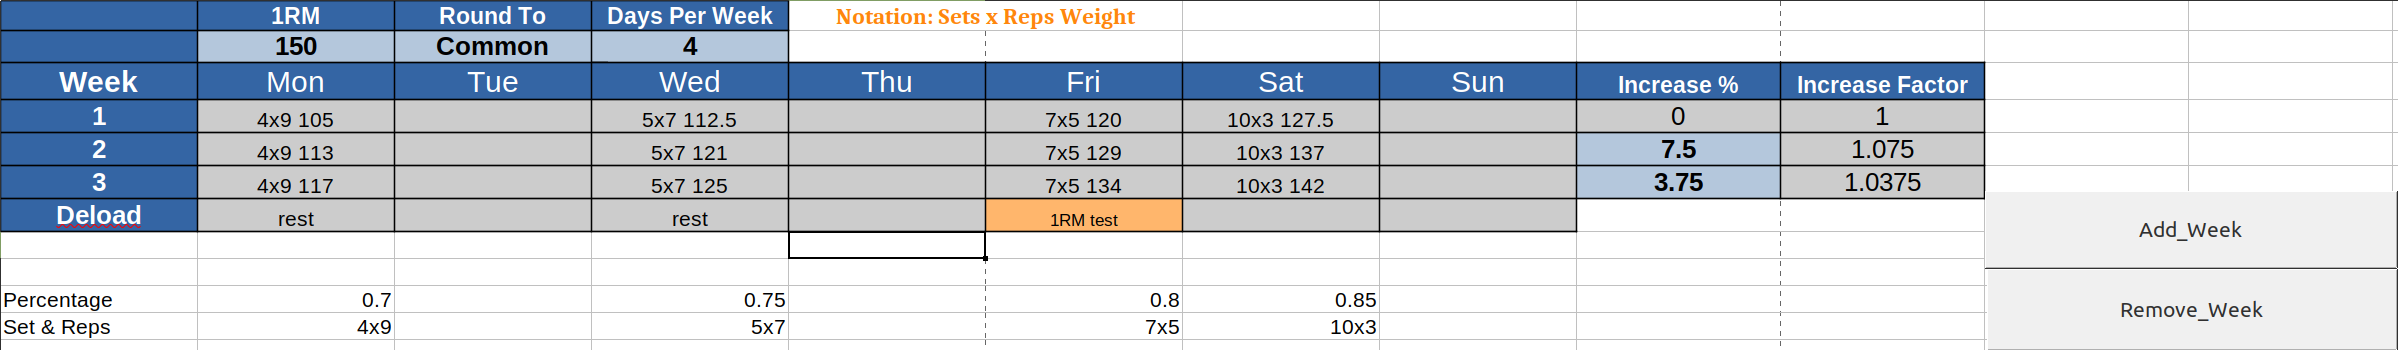 1RM Round To Days Per Week Notation: Sets x Reps Weight
150 Common 4
Week Mon Tue Wed Thu Fri Sat Sun Increase % Increase Factor
1 4x9 105 5x7 112.5 7x5 120 10x3 127.5 0 1
2 4x9 113 5x7 121 7x5 129 10x3 137 7.5 1.075
3 4x9 117 5x7 125 7x5 134 10x3 142 3.75 1.0375
Deload rest rest 1RM test
Add_Week
Percentage 0.7 0.75 0.8 0.85
Remove_Week
Set & Reps 4x9 5x7 7x5 10x3